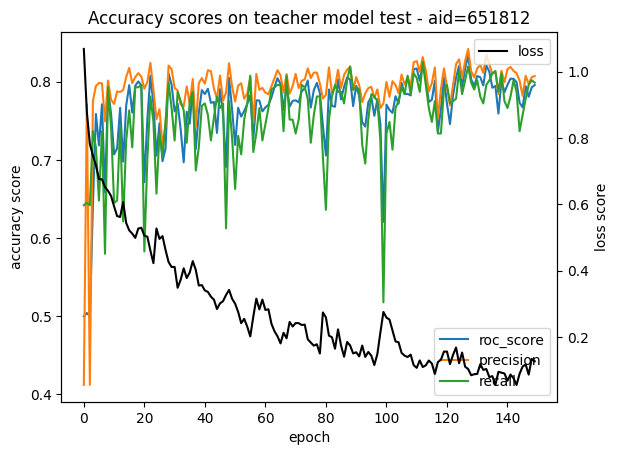 Accuracy scores on teacher model test - aid=651812
loss
accuracy score
loss score
0.8
0.7
0.6
0.5
0.4
1.0
0.8
0.6
0.4
0.2
roc_score
precision
recall
0 20 40 60 80 100 120 140
epoch